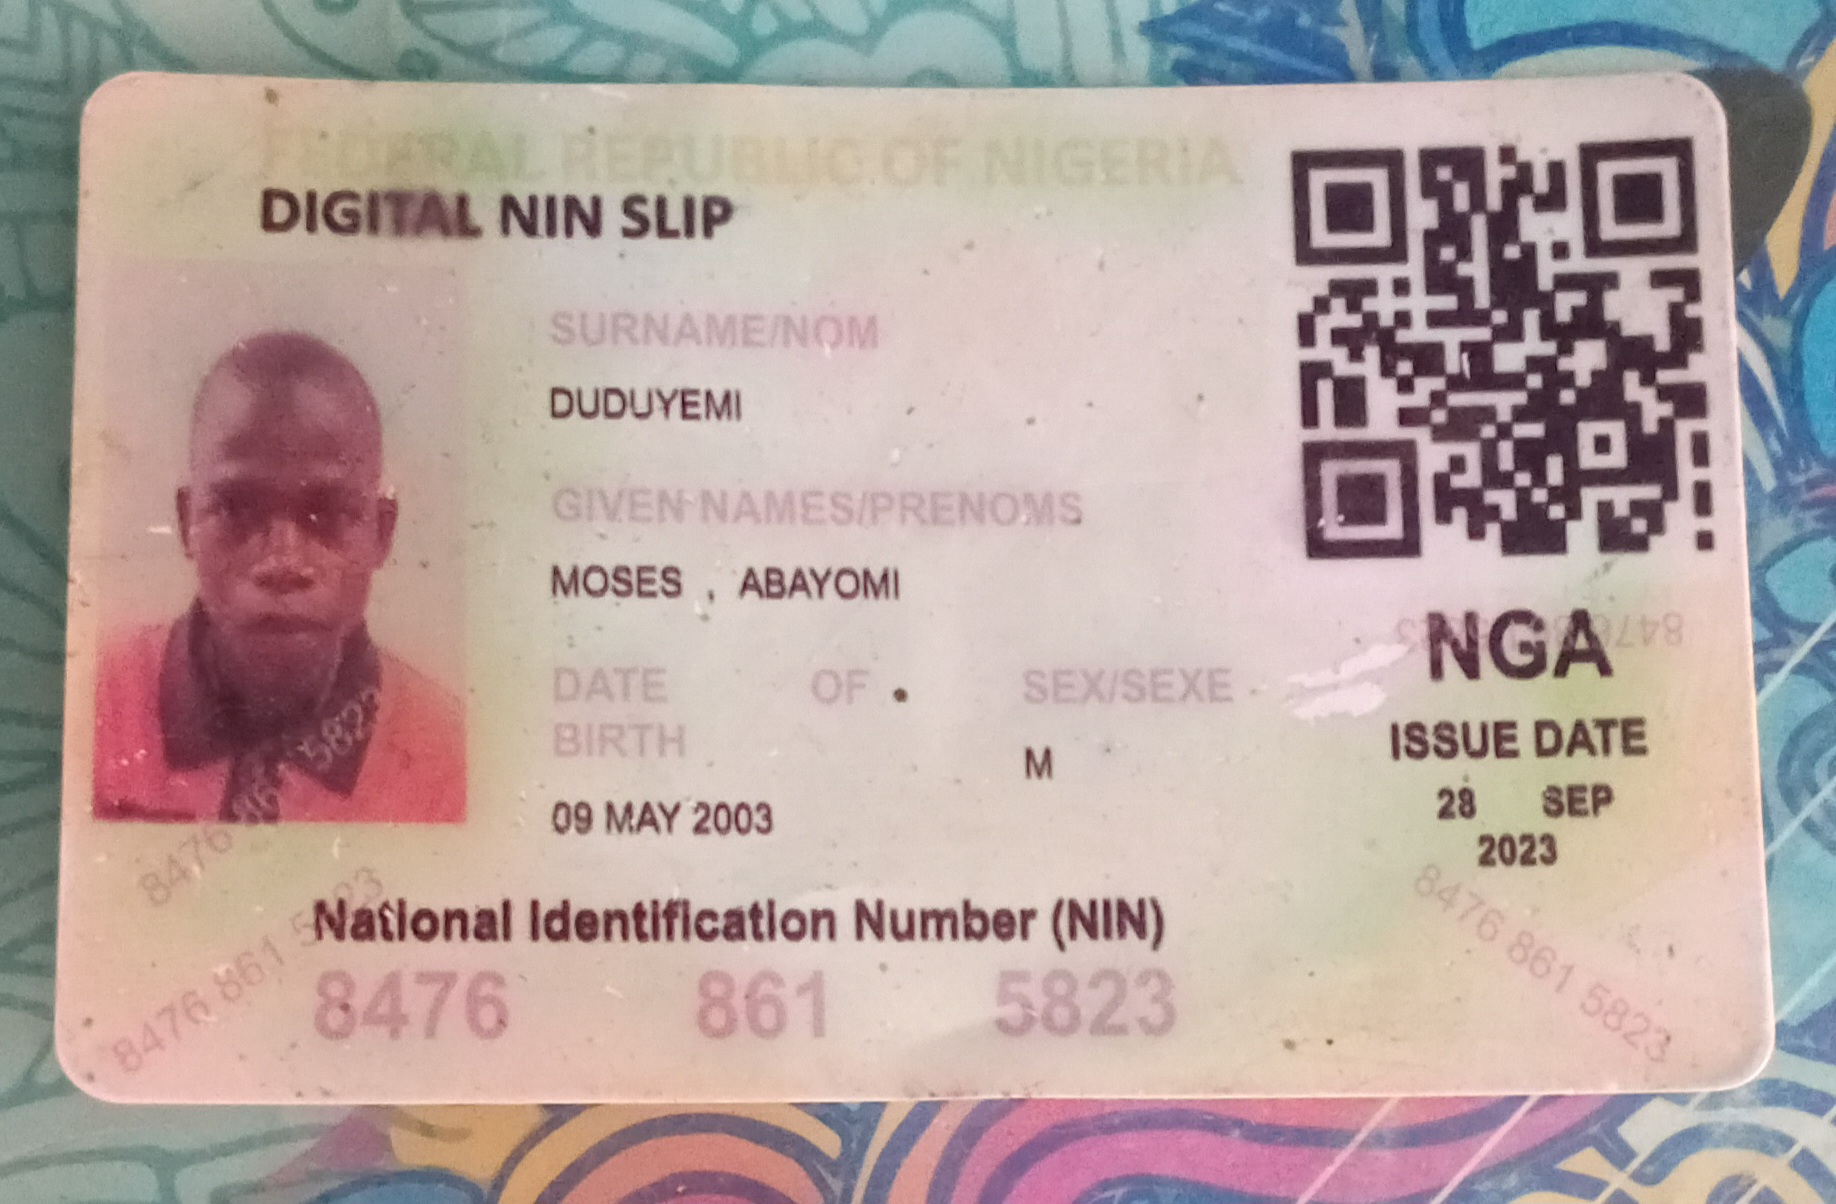 FEDERAL REPUBLIC OF NIGERIA
DIGITAL NIN SLIP
SURNAME/NOM
DUDUYEMI
GIVEN NAMES/PRENOMS
MOSES , ABAYOMI
DATE OF
BIRTH
09 MAY 2003
SEX/SEXE
M
8476 861 5823
NGA
ISSUE DATE
28 SEP
2023
National Identification Number (NIN)
8476 861 5823
8476 861 5823
8476 861 5823
8476 861 5823